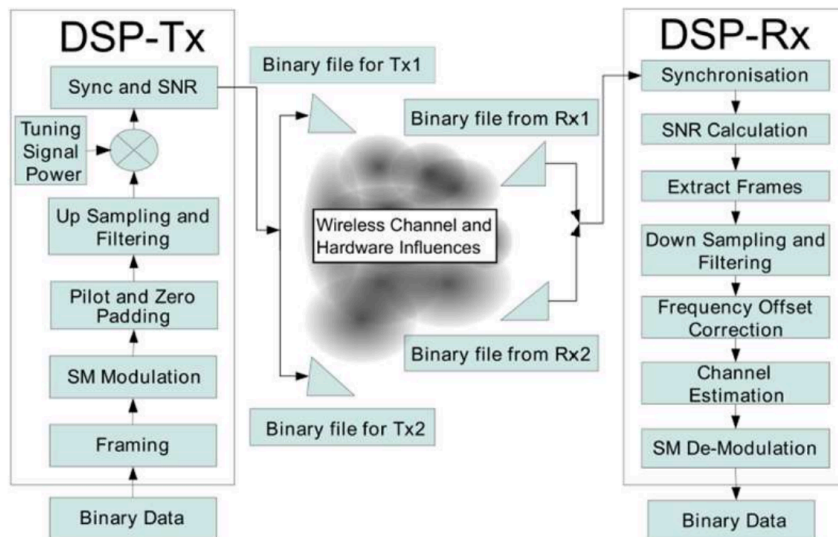 DSP-Tx
Sync and SNR
Tuning
Signal
Power
Up Sampling and
Filtering
Pilot and Zero
Padding
SM Modulation
Framing
Binary Data
Binary file for Tx1
Binary file from Rx1
Wireless Channel and
Hardware Influences
Binary file from Rx2
Binary file for Tx2
DSP-Rx
Synchronisation
SNR Calculation
Extract Frames
Down Sampling and
Filtering
Frequency Offset
Correction
Channel
Estimation
SM De-Modulation
Binary Data